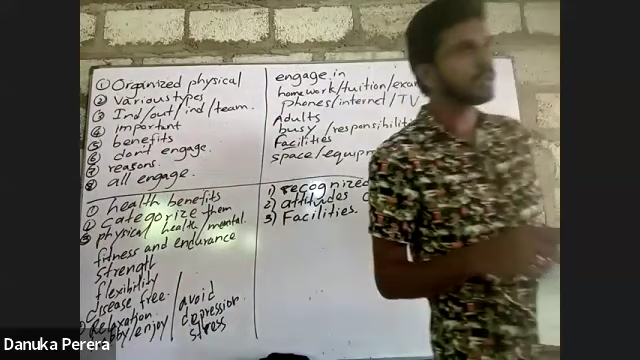 ① Organized physical
② various types
③ Ind/out/ind/team.
④ important
⑤ benefits
⑥ don't engage.
⑦ reasons.
⑧ all engage.
engage in
homework/tuition/exam
phones/internet/TV
Adults
busy /responsibiliti
Facilities
space/equipm
① health benefits
② categorize them
③ physical health/mental.
fitness and endurance
strength
flexibility
disease free
Relaxation
/enjoy
avoid
depression
stress
1) recognized
2) attitudes
3) Facilities.
Danuka Perera